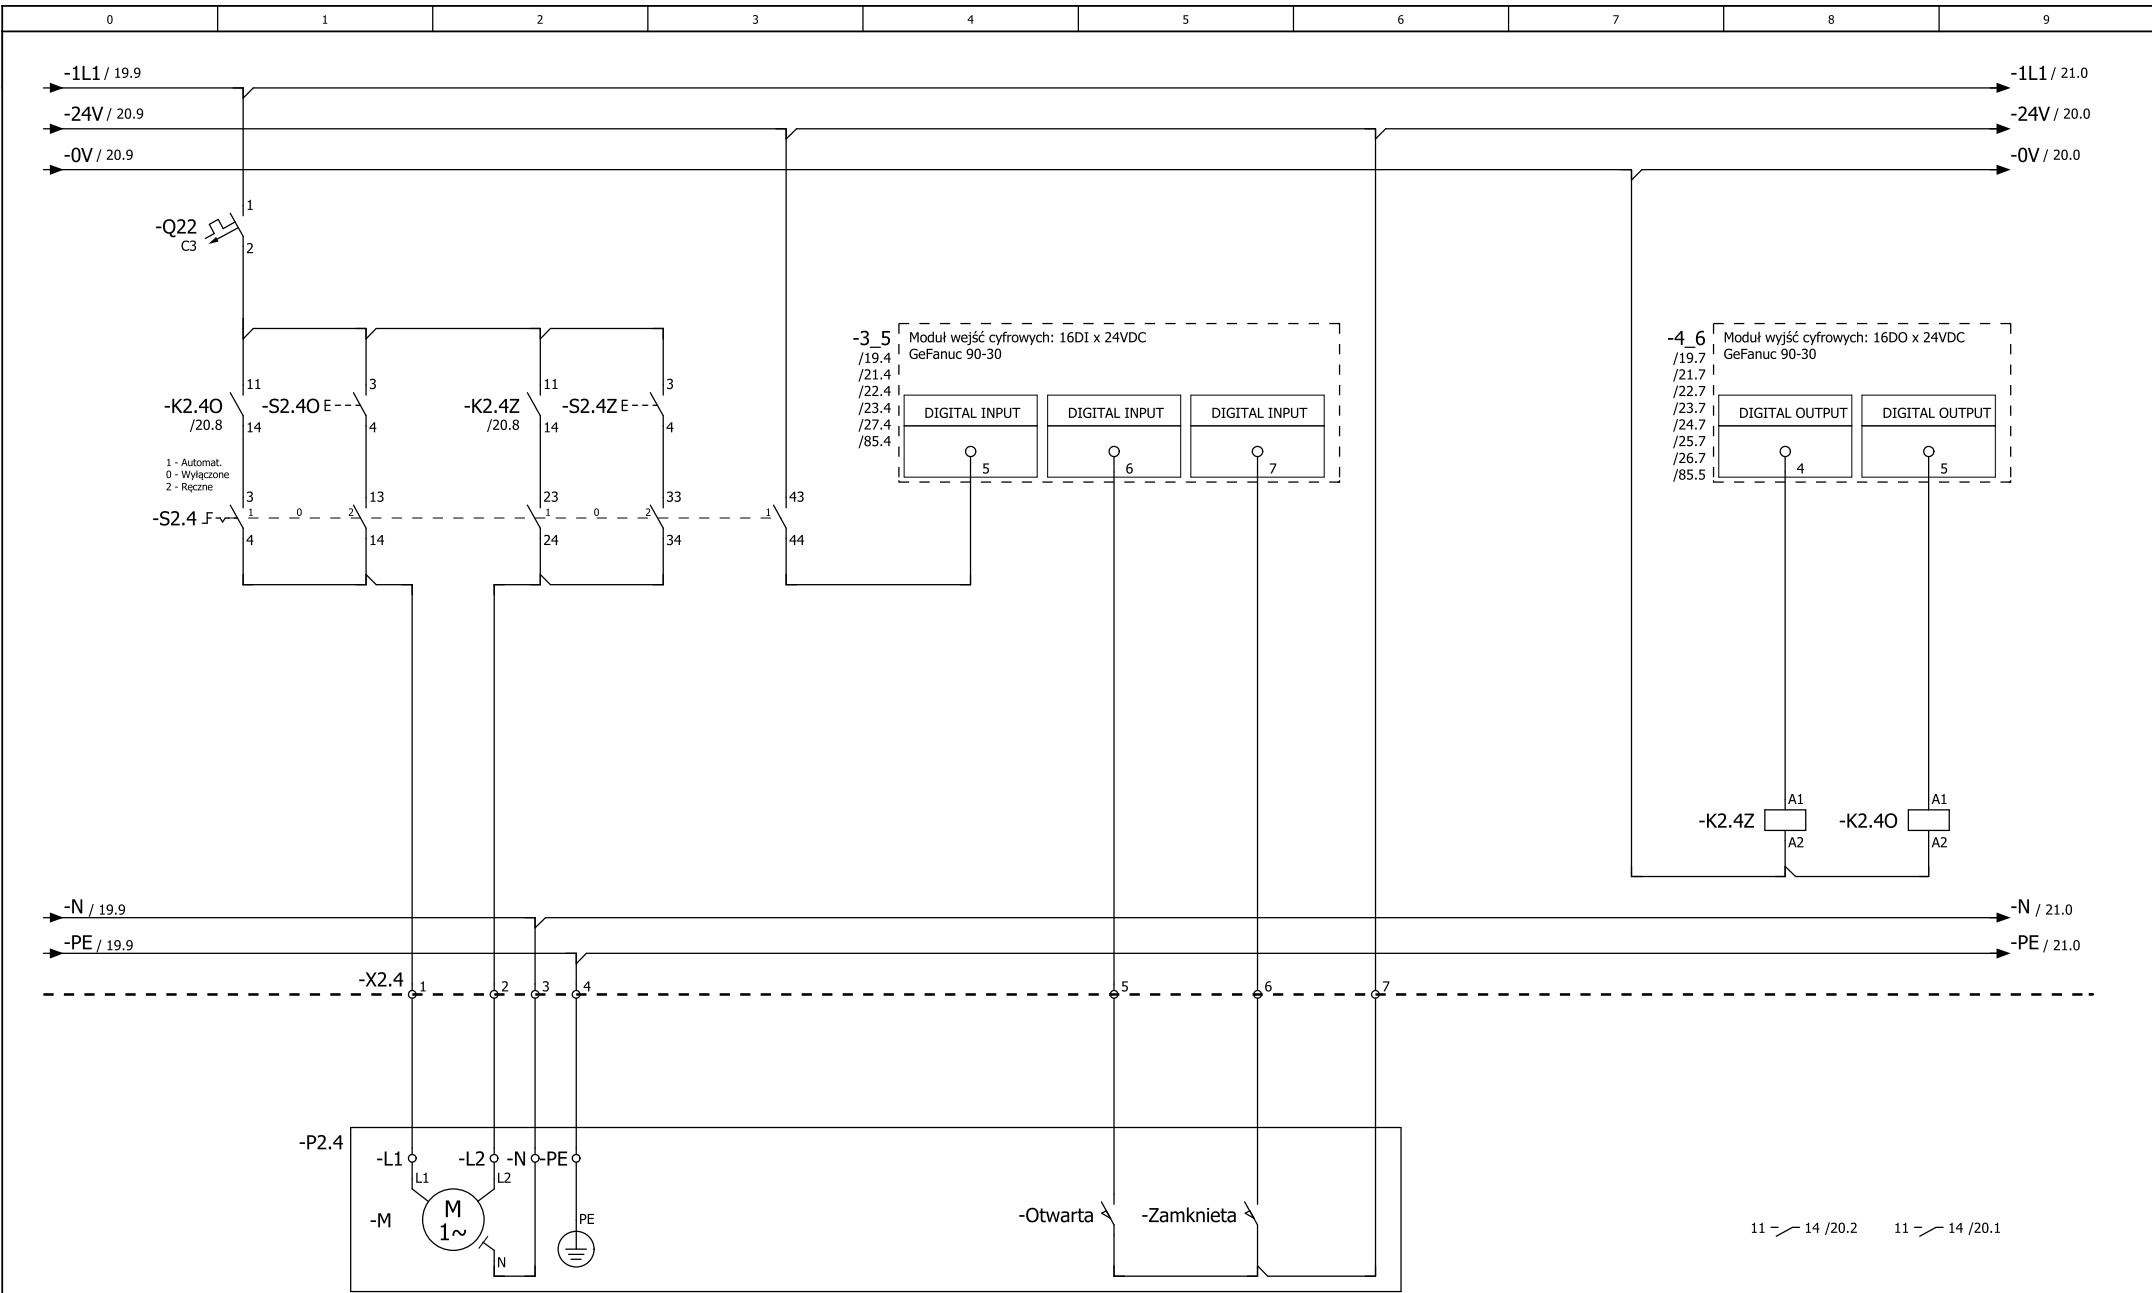 0 1 2 3 4 5 6 7 8 9
-1L1 / 19.9
-1L1 / 21.0
-24V / 20.9
-24V / 20.0
-0V / 20.9
-0V / 20.0
1
-Q22
C3
2
-3_5
/19.4
/21.4
/22.4
/23.4
/27.4
/85.4
Moduł wejść cyfrowych: 16DI x 24VDC
GeFanuc 90-30
DIGITAL INPUT
DIGITAL INPUT
DIGITAL INPUT
5
6
7
-4_6
/19.7
/21.7
/22.7
/23.7
/24.7
/25.7
/26.7
/85.5
Moduł wyjść cyfrowych: 16DO x 24VDC
GeFanuc 90-30
DIGITAL OUTPUT
DIGITAL OUTPUT
4
5
11
3
11
3
-K2.4O
/20.8
-S2.4O E
-K2.4Z
/20.8
-S2.4Z E
14
4
14
4
1 - Automat.
0 - Wyłączone
2 - Ręczne
3
13
23
33
43
-S2.4
1 0 2 1 0 2 1
4
14
24
34
44
A1
A1
-K2.4Z
-K2.4O
A2
A2
-N / 19.9
-N / 21.0
-PE / 19.9
-PE / 21.0
-X2.4
1
2
3
4
5
6
7
-P2.4
-L1
-L2
-N
-PE
L1
L2
-M
M
1~
N
PE
-Otwarta
-Zamknieta
11
14 /20.2
11
14 /20.1